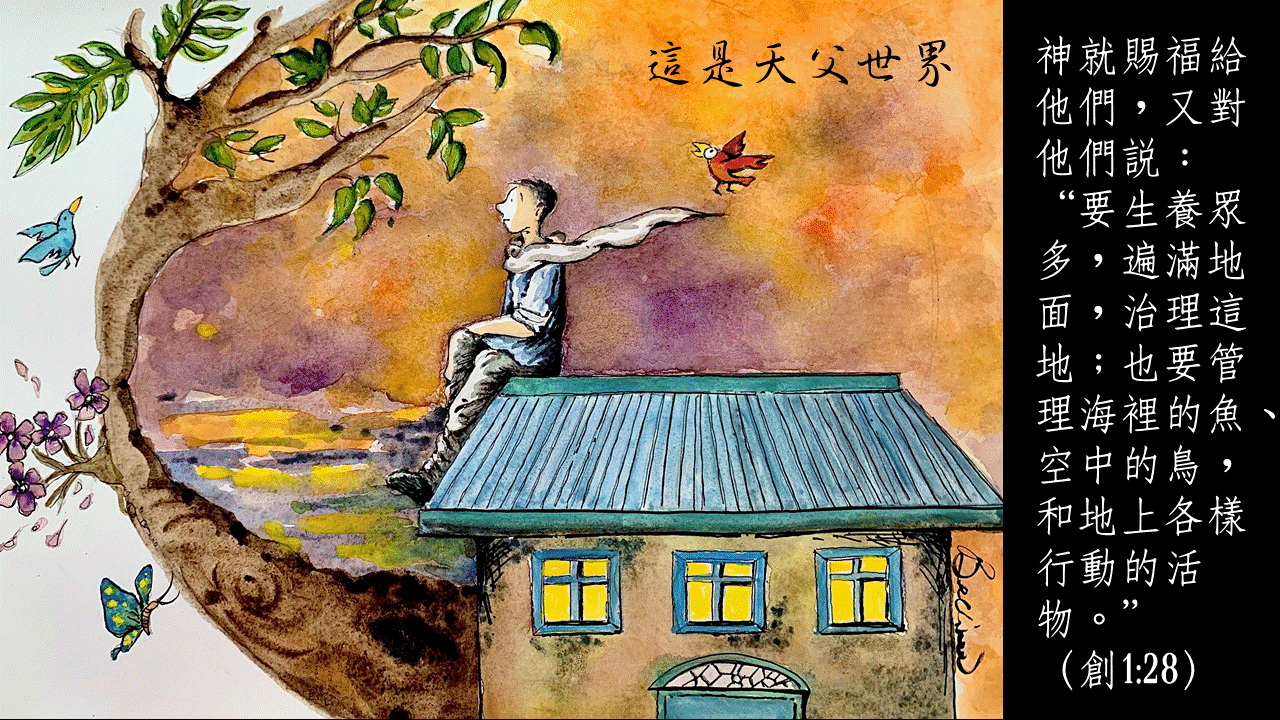 這是天父世界
神就賜福給
他們，又對
他們説：
“要生養眾
多，遍滿地
面，治理這
地；也要管
理海裡的魚、
空中的鳥，
和地上各樣
行動的活
物。”
（創1:28）